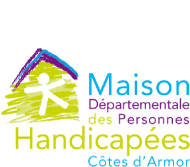 Maison
Départementale
des Personnes
Handicapées
Côtes d'Armor